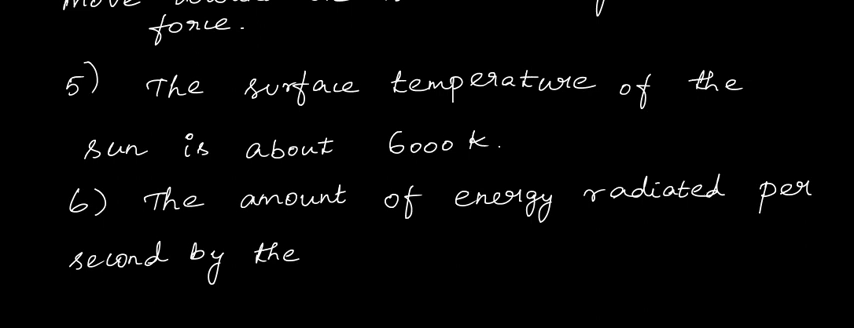 force.
5) The surface temperature of the
sun is about 6000 K.
6) The amount of energy radiated per
second by the